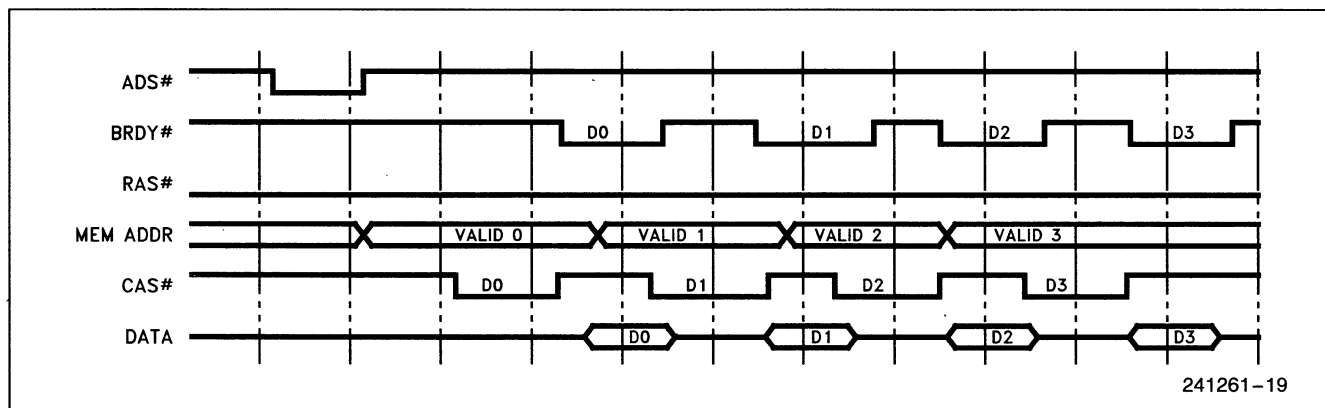 ADS#
BRDY# D0 D1 D2 D3
RAS#
MEM ADDR VALID 0 VALID 1 VALID 2 VALID 3
CAS# D0 D1 D2 D3
DATA D0 D1 D2 D3
241261-19